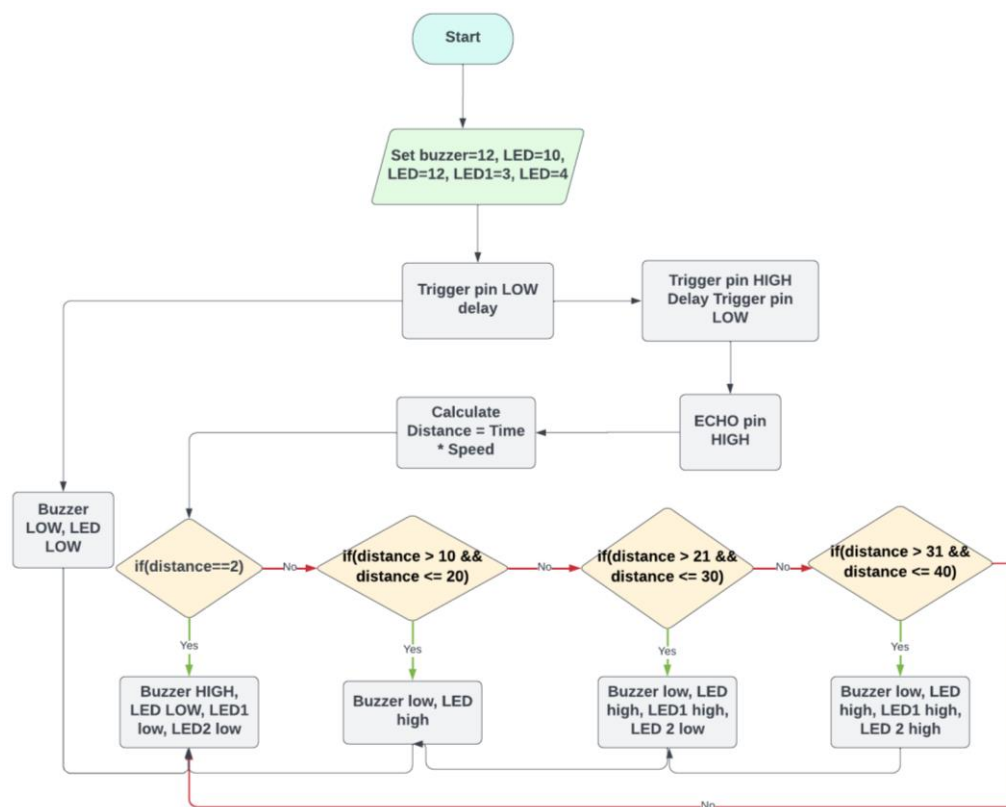 Start
Set buzzer=12, LED=10,
LED=12, LED1=3, LED=4
Trigger pin LOW
delay
Trigger pin HIGH
Delay Trigger pin
LOW
Calculate
Distance = Time
* Speed
ECHO pin
HIGH
Buzzer
LOW, LED
LOW
if(distance==2)
No
if(distance > 10 &&
distance <= 20)
No
if(distance > 21 &&
distance <= 30)
No
if(distance > 31 &&
distance <= 40)
Yes
Yes
Yes
Yes
Buzzer HIGH,
LED LOW, LED1
low, LED2 low
Buzzer low, LED
high
Buzzer low, LED
high, LED1 high,
LED 2 low
Buzzer low, LED
high, LED1 high,
LED 2 high
No